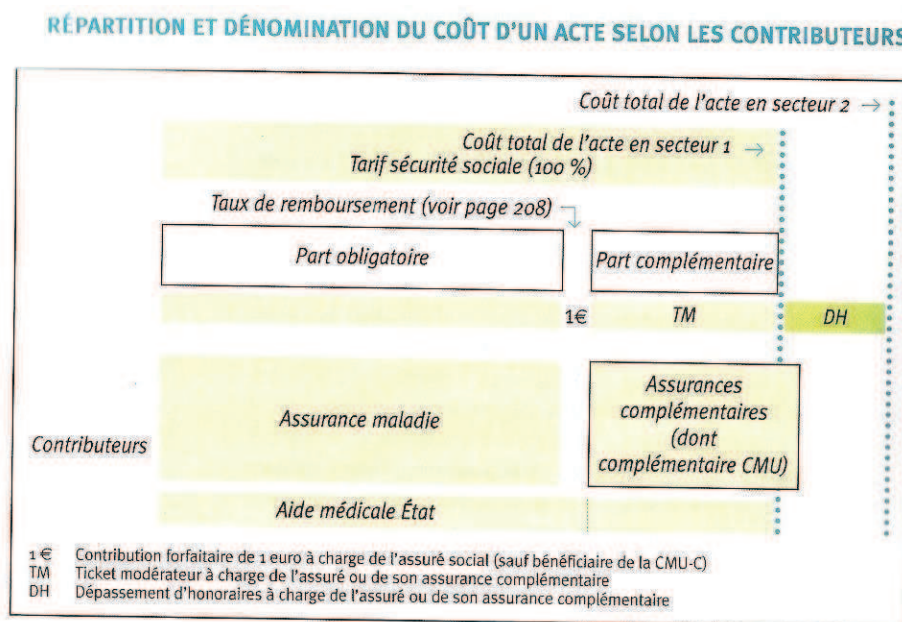 RÉPARTITION ET DÉNOMINATION DU COÛT D'UN ACTE SELON LES CONTRIBUTEURS
Coût total de l'acte en secteur 2 →
Coût total de l'acte en secteur 1 →
Tarif sécurité sociale (100 %)
Taux de remboursement (voir page 208)
Part obligatoire
Part complémentaire
1€
TM
DH
Contributeurs
Assurance maladie
Assurances
complémentaires
(dont
complémentaire CMU)
Aide médicale État
1 € Contribution forfaitaire de 1 euro à charge de l'assuré social (sauf bénéficiaire de la CMU-C)
TM Ticket modérateur à charge de l'assuré ou de son assurance complémentaire
DH Dépassement d'honoraires à charge de l'assuré ou de son assurance complémentaire